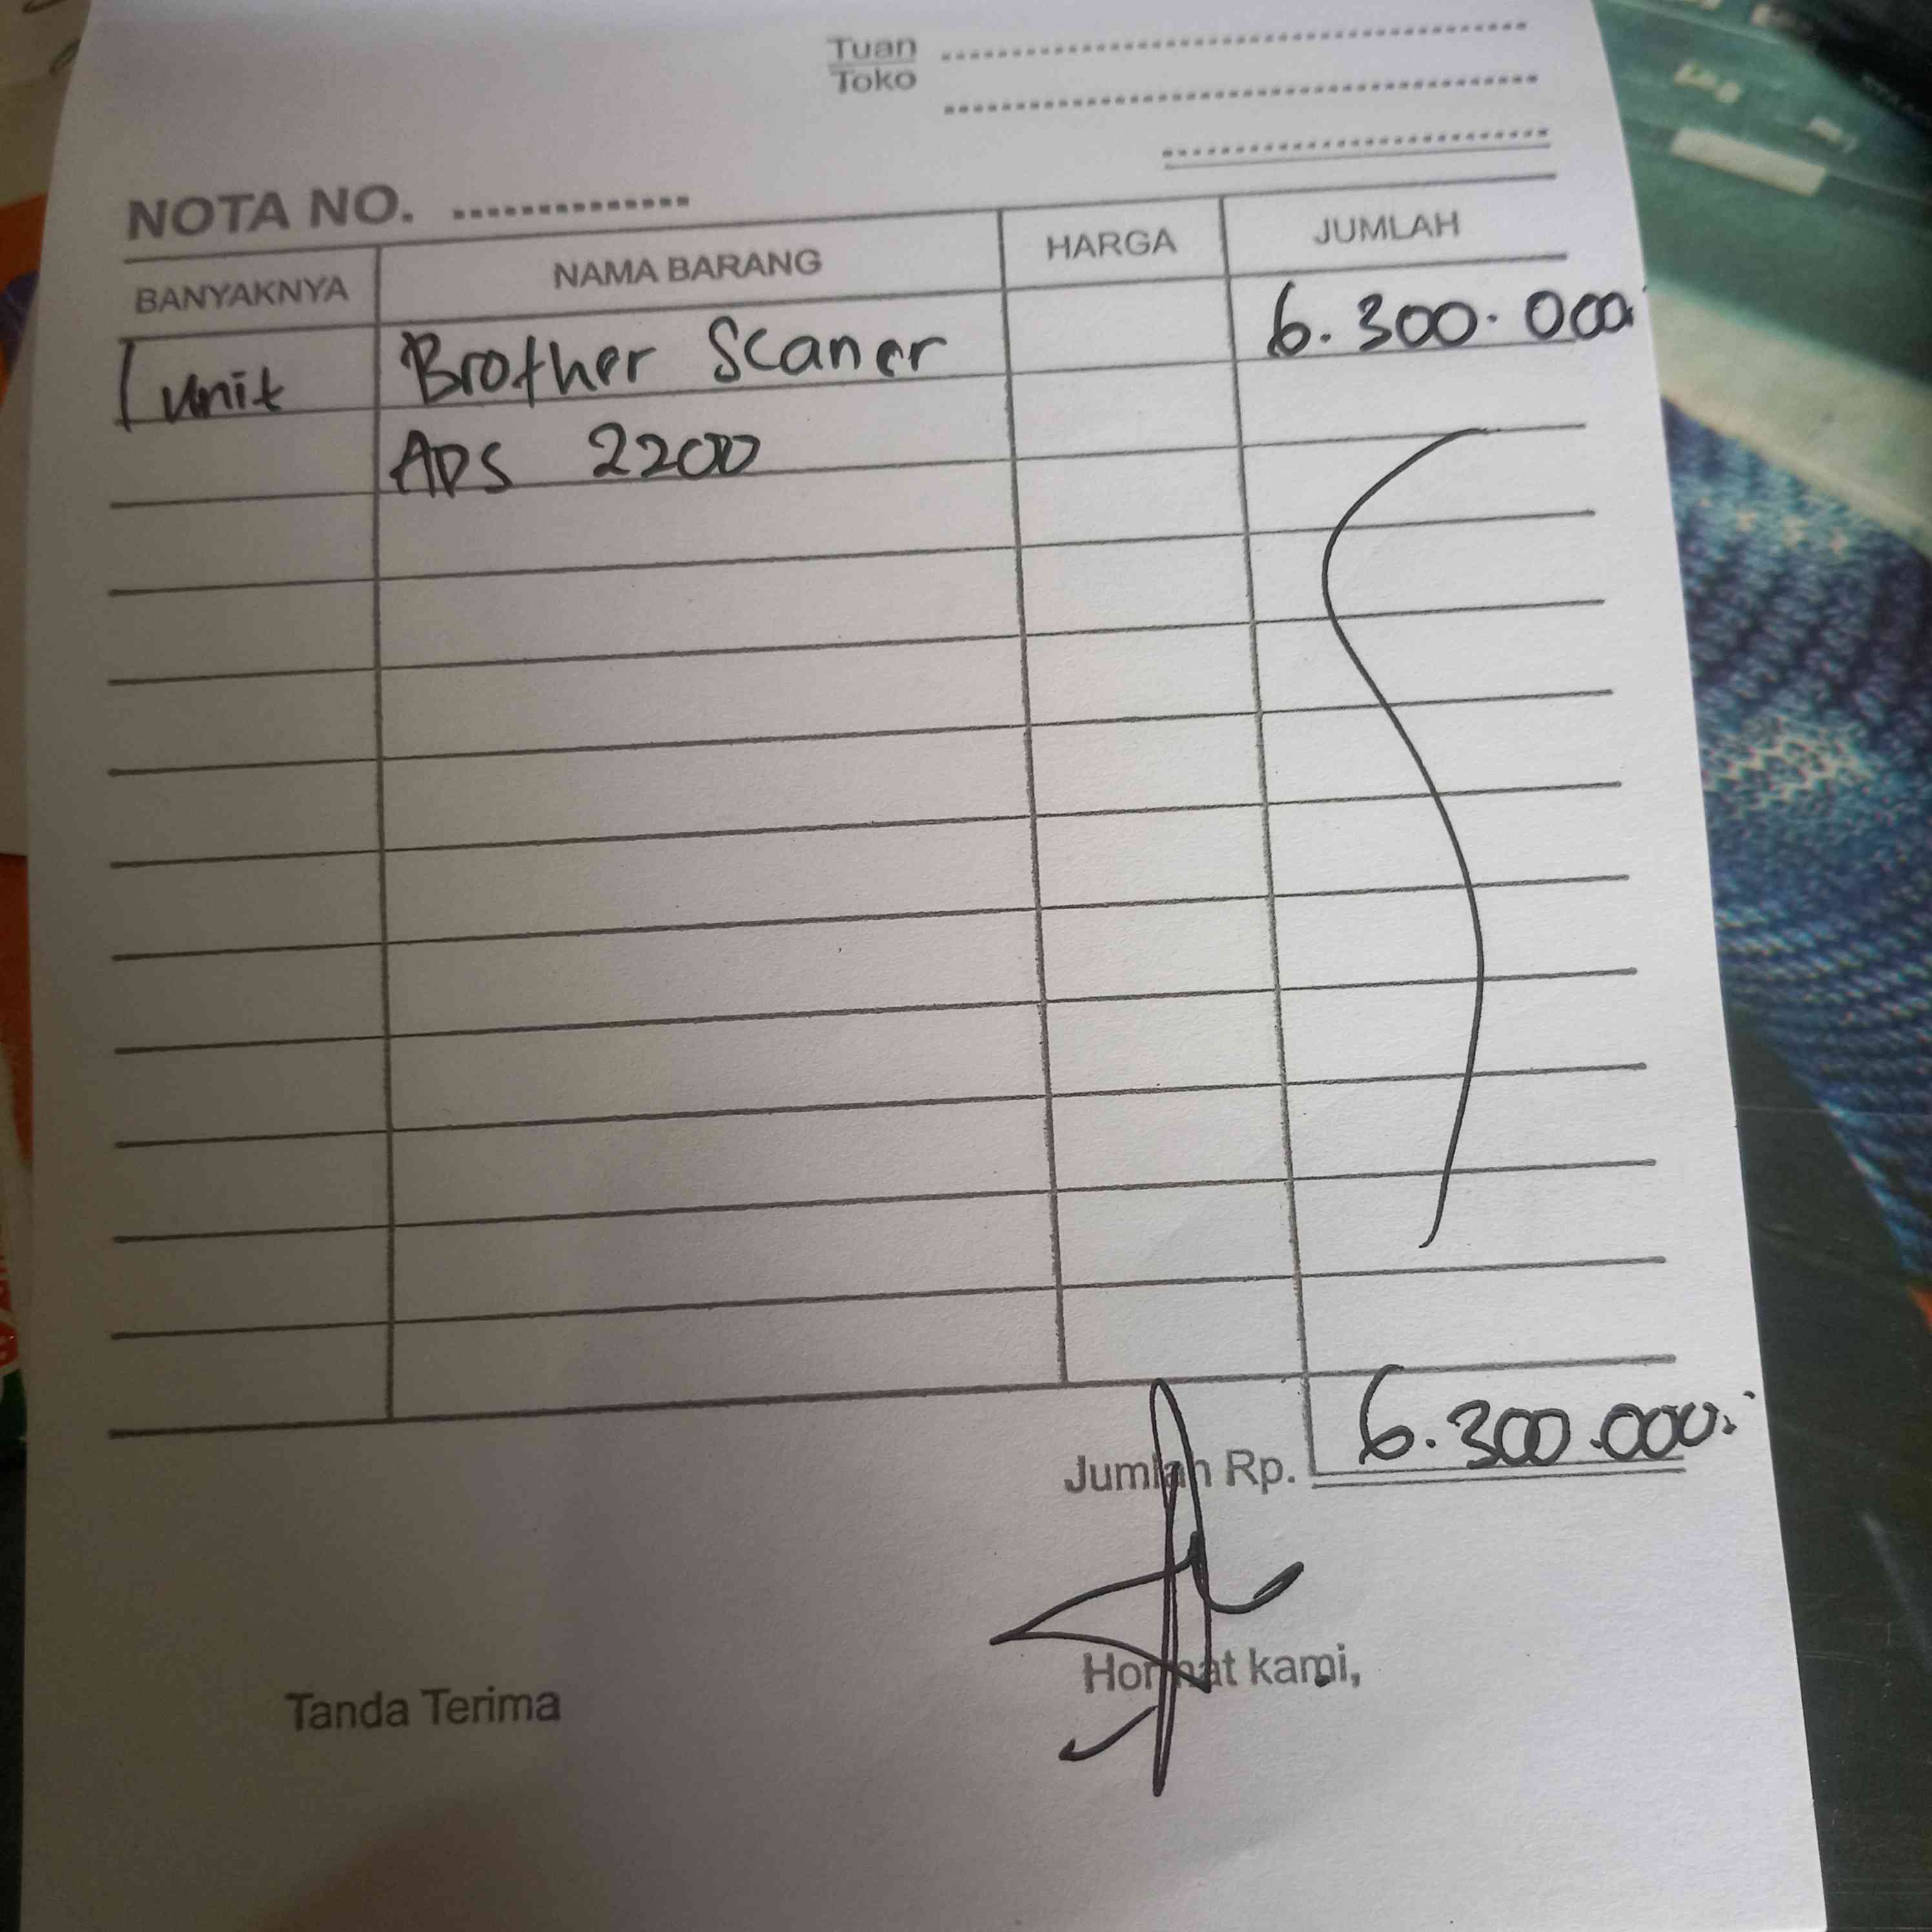 Tuan
Toko
NOTA NO.
BANYAKNYA NAMA BARANG HARGA JUMLAH
1 unit Brother Scaner 6.300.000
ADS 2200
Jumlah Rp. 6.300.000
Tanda Terima Hormat kami,